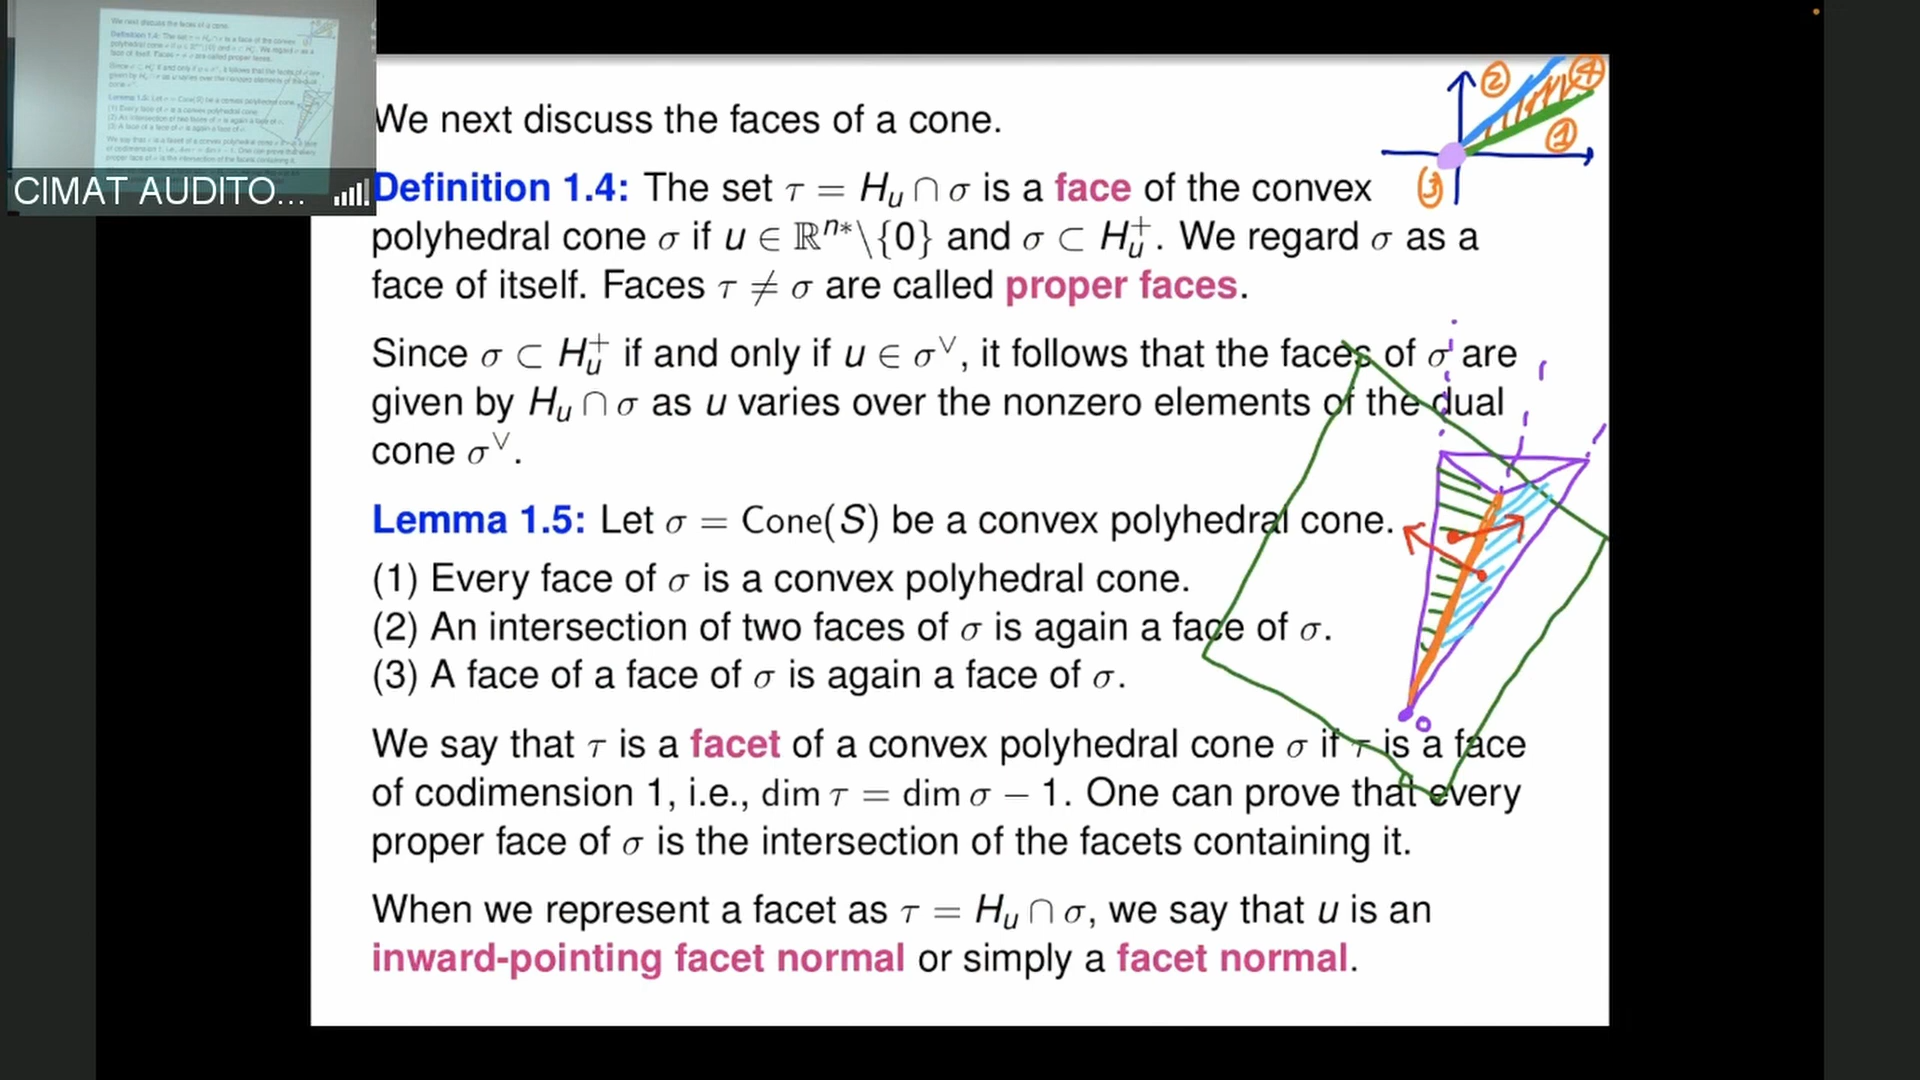 We next discuss the faces of a cone.
Definition 1.4: The set τ = Hᵤ ∩ σ is a face of the convex
polyhedral cone σ if u ∈ ℝⁿ*\{0} and σ ⊂ Hᵤ⁺. We regard σ as a
face of itself. Faces τ ≠ σ are called proper faces.
Since σ ⊂ Hᵤ⁺ if and only if u ∈ σ^∨, it follows that the faces of σ are
given by Hᵤ ∩ σ as u varies over the nonzero elements of the dual
cone σ^∨.
Lemma 1.5: Let σ = Cone(S) be a convex polyhedral cone.
(1) Every face of σ is a convex polyhedral cone.
(2) An intersection of two faces of σ is again a face of σ.
(3) A face of a face of σ is again a face of σ.
We say that τ is a facet of a convex polyhedral cone σ if τ is a face
of codimension 1, i.e., dim τ = dim σ − 1. One can prove that every
proper face of σ is the intersection of the facets containing it.
When we represent a facet as τ = Hᵤ ∩ σ, we say that u is an
inward-pointing facet normal or simply a facet normal.
CIMAT AUDITO...
② ④
①
③
0